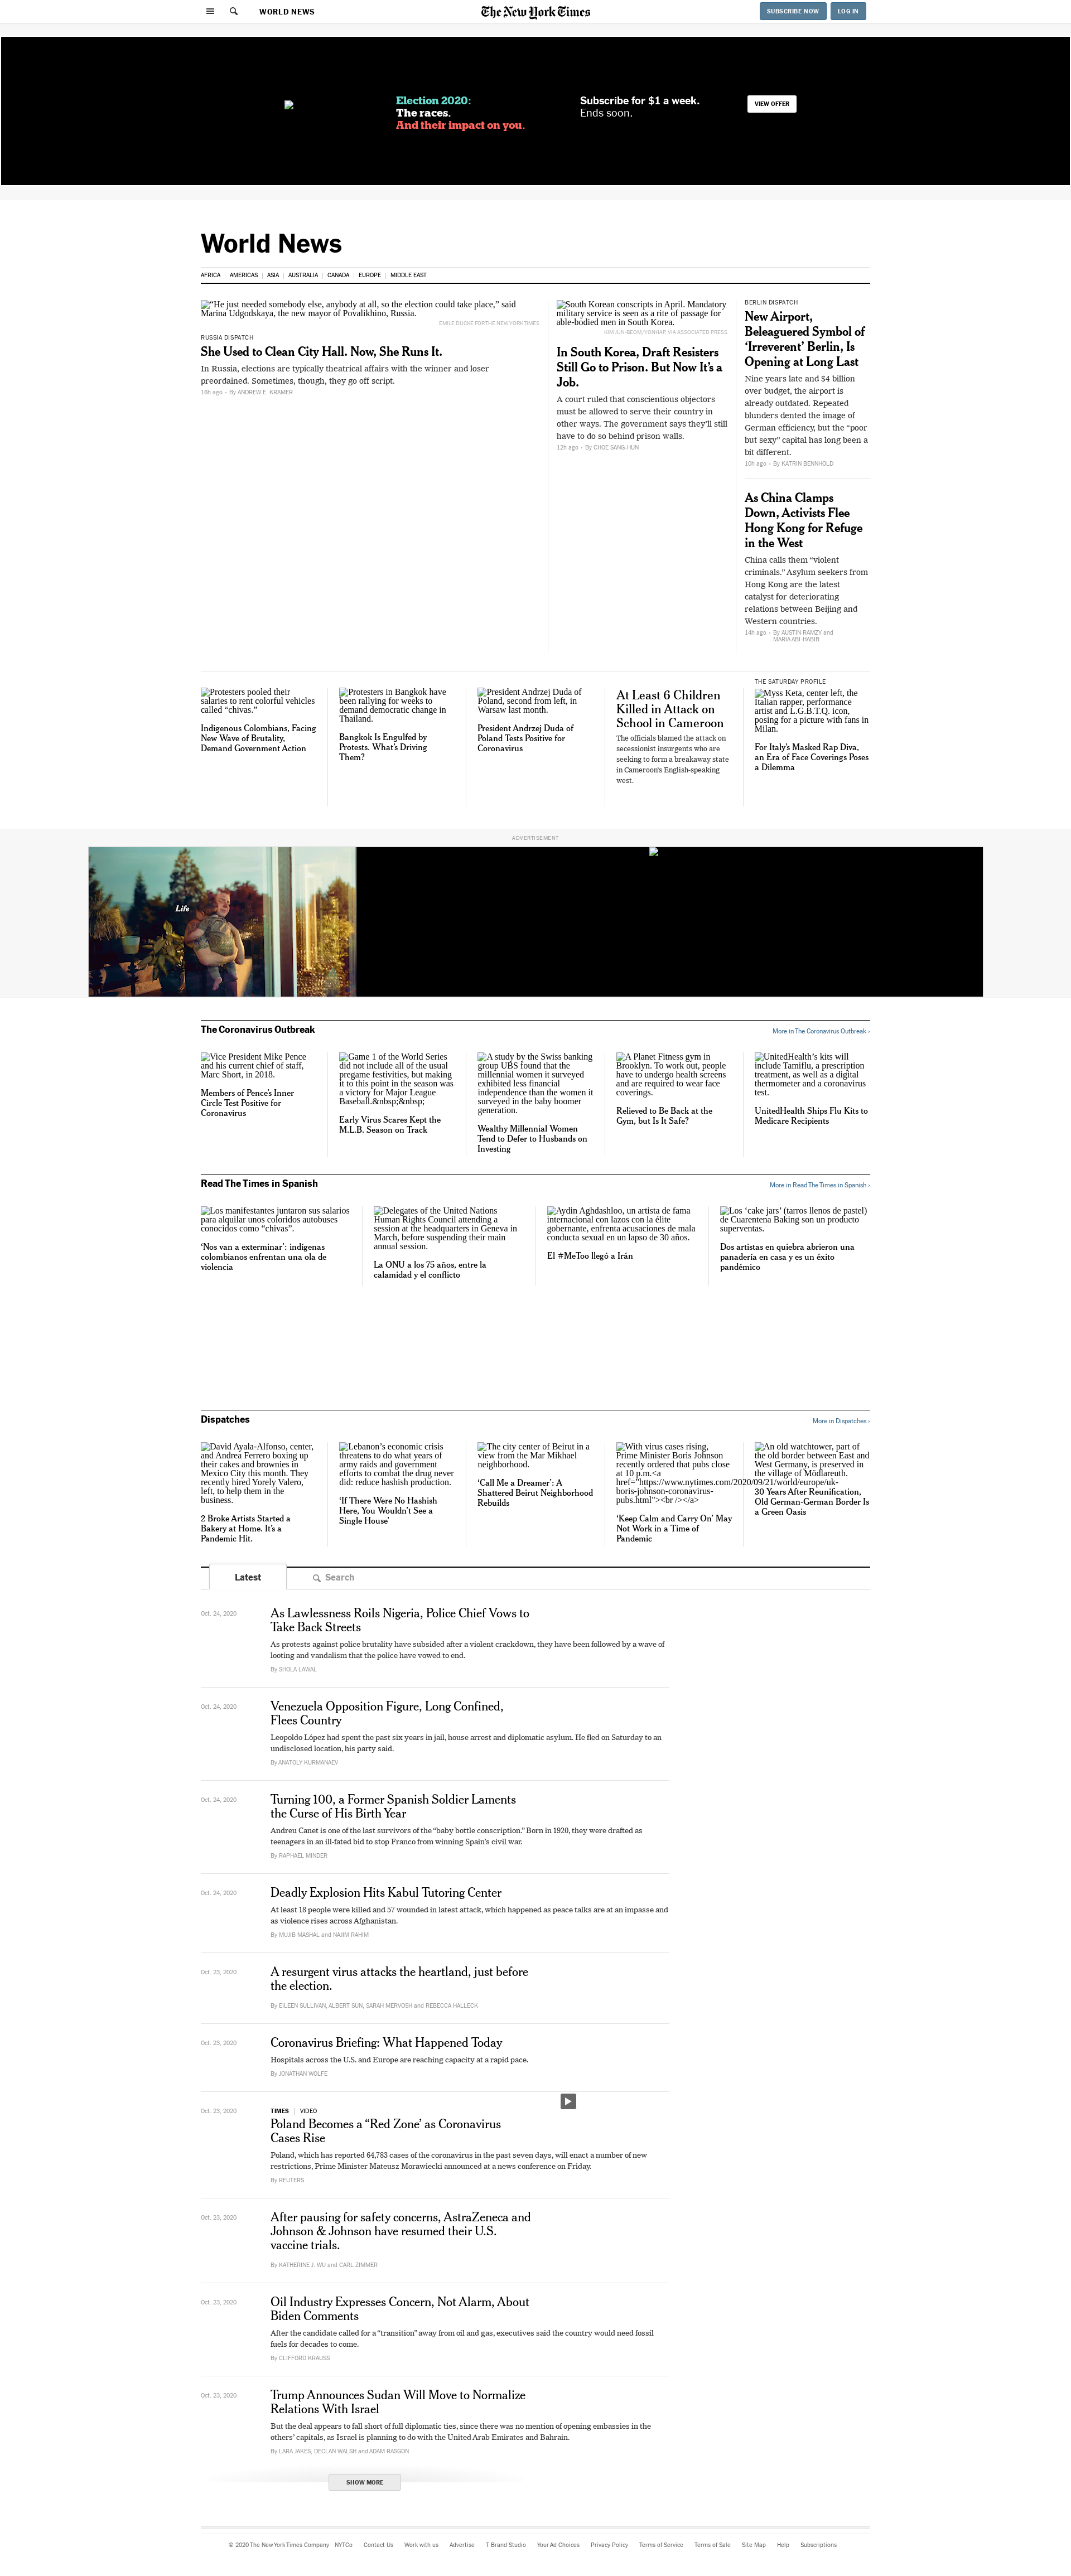 WORLD NEWS
The New York Times
SUBSCRIBE NOW
LOG IN
Election 2020:
The races.
And their impact on you.
Subscribe for $1 a week.
Ends soon.
VIEW OFFER
World News
AFRICA
AMERICAS
ASIA
AUSTRALIA
CANADA
EUROPE
MIDDLE EAST
“He just needed somebody else, anybody at all, so the election could take place,” said
Marina Udgodskaya, the new mayor of Povalikhino, Russia.
RUSSIA DISPATCH
She Used to Clean City Hall. Now, She Runs It.
In Russia, elections are typically theatrical affairs with the winner and loser
preordained. Sometimes, though, they go off script.
16h ago - By ANDREW E. KRAMER
South Korean conscripts in April. Mandatory
military service is seen as a rite of passage for
able-bodied men in South Korea.
In South Korea, Draft Resisters
Still Go to Prison. But Now It’s a
Job.
A court ruled that conscientious objectors
must be allowed to serve their country in
other ways. The government says they’ll still
have to do so behind prison walls.
12h ago - By CHOE SANG-HUN
BERLIN DISPATCH
New Airport,
Beleaguered Symbol of
‘Irreverent’ Berlin, Is
Opening at Long Last
Nine years late and $4 billion
over budget, the airport is
already outdated. Repeated
blunders dented the image of
German efficiency, but the “poor
but sexy” capital has long been a
bit different.
10h ago - By KATRIN BENNHOLD
As China Clamps
Down, Activists Flee
Hong Kong for Refuge
in the West
China calls them “violent
criminals.” Asylum seekers from
Hong Kong are the latest
catalyst for deteriorating
relations between Beijing and
Western countries.
14h ago - By AUSTIN RAMZY and
MARIA ABI-HABIB
Protesters pooled their
salaries to rent colorful vehicles
called “chivas.”
Indigenous Colombians, Facing
New Wave of Brutality,
Demand Government Action
Protesters in Bangkok have
been rallying for weeks to
demand democratic change in
Thailand.
Bangkok Is Engulfed by
Protests. What’s Driving
Them?
President Andrzej Duda of
Poland, second from left, in
Warsaw last month.
President Andrzej Duda of
Poland Tests Positive for
Coronavirus
At Least 6 Children
Killed in Attack on
School in Cameroon
The officials blamed the attack on
secessionist insurgents who are
seeking to form a breakaway state
in Cameroon’s English-speaking
west.
THE SATURDAY PROFILE
Myss Keta, center left, the
Italian rapper, performance
artist and L.G.B.T.Q. icon,
posing for a picture with fans in
Milan.
For Italy’s Masked Rap Diva,
an Era of Face Coverings Poses
a Dilemma
ADVERTISEMENT
Life
The Coronavirus Outbreak
More in The Coronavirus Outbreak ›
Vice President Mike Pence
and his current chief of staff,
Marc Short, in 2018.
Members of Pence’s Inner
Circle Test Positive for
Coronavirus
Game 1 of the World Series
did not include all of the usual
pregame festivities, but making
it to this point in the season was
a victory for Major League
Baseball.&nbsp;&nbsp;
Early Virus Scares Kept the
M.L.B. Season on Track
A study by the Swiss banking
group UBS found that the
millennial women it surveyed
exhibited less financial
independence than the women it
surveyed in the baby boomer
generation.
Wealthy Millennial Women
Tend to Defer to Husbands on
Investing
A Planet Fitness gym in
Brooklyn. To work out, people
have to undergo health screens
and are required to wear face
coverings.
Relieved to Be Back at the
Gym, but Is It Safe?
UnitedHealth’s kits will
include Tamiflu, a prescription
treatment, as well as a digital
thermometer and a coronavirus
test.
UnitedHealth Ships Flu Kits to
Medicare Recipients
Read The Times in Spanish
More in Read The Times in Spanish ›
Los manifestantes juntaron sus salarios
para alquilar unos coloridos autobuses
conocidos como “chivas”.
‘Nos van a exterminar’: indígenas
colombianos enfrentan una ola de
violencia
Delegates of the United Nations
Human Rights Council attending a
session at the headquarters in Geneva in
March, before suspending their main
annual session.
La ONU a los 75 años, entre la
calamidad y el conflicto
Aydin Aghdashloo, un artista de fama
internacional con lazos con la élite
gobernante, enfrenta acusaciones de mala
conducta sexual en un lapso de 30 años.
El #MeToo llegó a Irán
Los ‘cake jars’ (tarros llenos de pastel)
de Cuarentena Baking son un producto
superventas.
Dos artistas en quiebra abrieron una
panadería en casa y es un éxito
pandémico
Dispatches
More in Dispatches ›
David Ayala-Alfonso, center,
and Andrea Ferrero boxing up
their cakes and brownies in
Mexico City this month. They
recently hired Yorely Valero,
left, to help them in the
business.
2 Broke Artists Started a
Bakery at Home. It’s a
Pandemic Hit.
Lebanon’s economic crisis
threatens to do what years of
army raids and government
efforts to combat the drug never
did: reduce hashish production.
‘If There Were No Hashish
Here, You Wouldn’t See a
Single House’
The city center of Beirut in a
view from the Mar Mikhael
neighborhood.
‘Call Me a Dreamer’: A
Shattered Beirut Neighborhood
Rebuilds
With virus cases rising,
Prime Minister Boris Johnson
recently ordered that pubs close
at 10 p.m.<a
href="https://www.nytimes.com/2020/09/21/world/europe/uk-
boris-johnson-coronavirus-
pubs.html"><br /></a>
‘Keep Calm and Carry On’ May
Not Work in a Time of
Pandemic
An old watchtower, part of
the old border between East and
West Germany, is preserved in
the village of Mödlareuth.
30 Years After Reunification,
Old German-German Border Is
a Green Oasis
Latest
Search
Oct. 24, 2020
As Lawlessness Roils Nigeria, Police Chief Vows to
Take Back Streets
As protests against police brutality have subsided after a violent crackdown, they have been followed by a wave of
looting and vandalism that the police have vowed to end.
By SHOLA LAWAL
Oct. 24, 2020
Venezuela Opposition Figure, Long Confined,
Flees Country
Leopoldo López had spent the past six years in jail, house arrest and diplomatic asylum. He fled on Saturday to an
undisclosed location, his party said.
By ANATOLY KURMANAEV
Oct. 24, 2020
Turning 100, a Former Spanish Soldier Laments
the Curse of His Birth Year
Andreu Canet is one of the last survivors of the “baby bottle conscription.” Born in 1920, they were drafted as
teenagers in an ill-fated bid to stop Franco from winning Spain’s civil war.
By RAPHAEL MINDER
Oct. 24, 2020
Deadly Explosion Hits Kabul Tutoring Center
At least 18 people were killed and 57 wounded in latest attack, which happened as peace talks are at an impasse and
as violence rises across Afghanistan.
By MUJIB MASHAL and NAJIM RAHIM
Oct. 23, 2020
A resurgent virus attacks the heartland, just before
the election.
By EILEEN SULLIVAN, ALBERT SUN, SARAH MERVOSH and REBECCA HALLECK
Oct. 23, 2020
Coronavirus Briefing: What Happened Today
Hospitals across the U.S. and Europe are reaching capacity at a rapid pace.
By JONATHAN WOLFE
Oct. 23, 2020
TIMES | VIDEO
Poland Becomes a “Red Zone’ as Coronavirus
Cases Rise
Poland, which has reported 64,783 cases of the coronavirus in the past seven days, will enact a number of new
restrictions, Prime Minister Mateusz Morawiecki announced at a news conference on Friday.
By REUTERS
Oct. 23, 2020
After pausing for safety concerns, AstraZeneca and
Johnson & Johnson have resumed their U.S.
vaccine trials.
By KATHERINE J. WU and CARL ZIMMER
Oct. 23, 2020
Oil Industry Expresses Concern, Not Alarm, About
Biden Comments
After the candidate called for a “transition” away from oil and gas, executives said the country would need fossil
fuels for decades to come.
By CLIFFORD KRAUSS
Oct. 23, 2020
Trump Announces Sudan Will Move to Normalize
Relations With Israel
But the deal appears to fall short of full diplomatic ties, since there was no mention of opening embassies in the
others’ capitals, as Israel is planning to do with the United Arab Emirates and Bahrain.
By LARA JAKES, DECLAN WALSH and ADAM RASGON
SHOW MORE
© 2020 The New York Times Company
NYTCo
Contact Us
Work with us
Advertise
T Brand Studio
Your Ad Choices
Privacy Policy
Terms of Service
Terms of Sale
Site Map
Help
Subscriptions